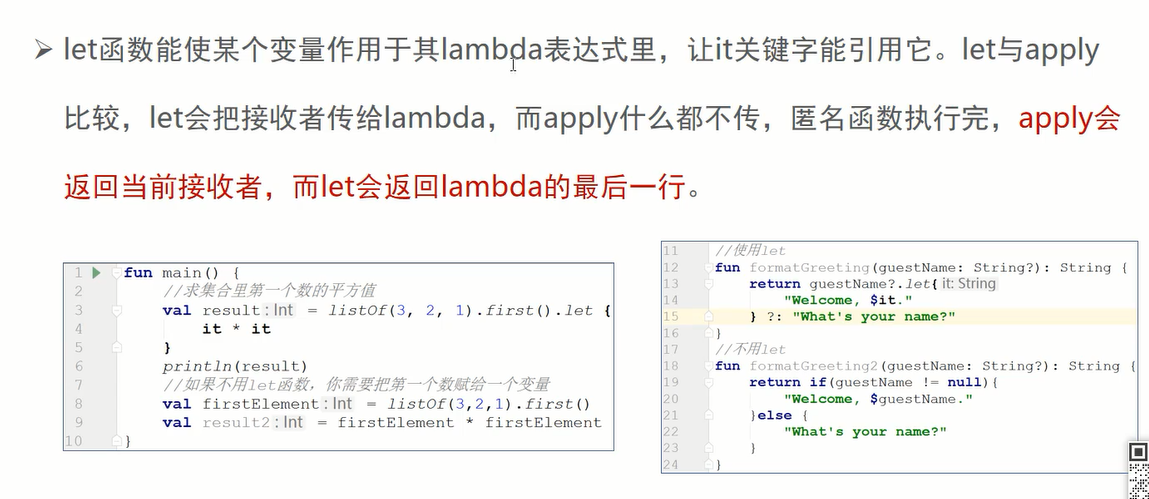 ➢ let函数能使某个变量作用于其lambda表达式里，让it关键字能引用它。let与apply
比较，let会把接收者传给lambda，而apply什么都不传，匿名函数执行完，apply会
返回当前接收者，而let会返回lambda的最后一行。
1 fun main() {
2 //求集合里第一个数的平方值
3 val result: Int = listOf(3, 2, 1).first().let {
4 it * it
5 }
6 println(result)
7 //如果不用let函数，你需要把第一个数赋给一个变量
8 val firstElement: Int = listOf(3,2,1).first()
9 val result2: Int = firstElement * firstElement
10 }
11 //使用let
12 fun formatGreeting(guestName: String?): String {
13 return guestName?.let{ it: String
14 "Welcome, $it."
15 } ?: "What's your name?"
16 }
17 //不用let
18 fun formatGreeting2(guestName: String?): String {
19 return if(guestName != null){
20 "Welcome, $guestName."
21 }else {
22 "What's your name?"
23 }
24 }